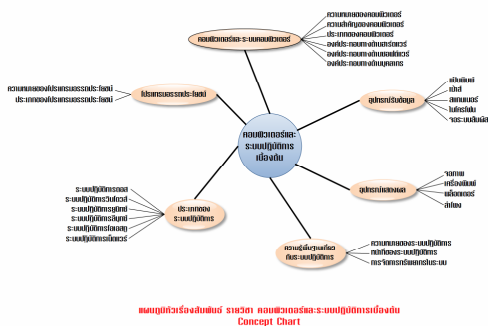 คอมพิวเตอร์และระบบคอมพิวเตอร์
ความหมายของคอมพิวเตอร์
ความสำคัญของคอมพิวเตอร์
ประเภทของคอมพิวเตอร์
องค์ประกอบทางด้านฮาร์ดแวร์
องค์ประกอบทางด้านซอฟต์แวร์
องค์ประกอบทางด้านบุคลากร
ความหมายของโปรแกรมอรรถประโยชน์
ประเภทของโปรแกรมอรรถประโยชน์
โปรแกรมอรรถประโยชน์
อุปกรณ์รับข้อมูล
แป้นพิมพ์
เม้าส์
สแกนเนอร์
ไมโครโฟน
จอระบบสัมผัส
คอมพิวเตอร์และ
ระบบปฏิบัติการ
เบื้องต้น
อุปกรณ์แสดงผล
จอภาพ
เครื่องพิมพ์
พล็อตเตอร์
ลำโพง
ระบบปฏิบัติการดอส
ระบบปฏิบัติการวินโดวส์
ระบบปฏิบัติการยูนิกซ์
ระบบปฏิบัติการลินุกซ์
ระบบปฏิบัติการโอเอสทู
ระบบปฏิบัติการเน็ตแวร์
ประเภทของ
ระบบปฏิบัติการ
ความรู้พื้นฐานเกี่ยว
กับระบบปฏิบัติการ
ความหมายของระบบปฏิบัติการ
หน้าที่ของระบบปฏิบัติการ
การจัดการทรัพยากรในระบบ
แผนภูมิหัวเรื่องสัมพันธ์ รายวิชา คอมพิวเตอร์และระบบปฏิบัติการเบื้องต้น
Concept Chart